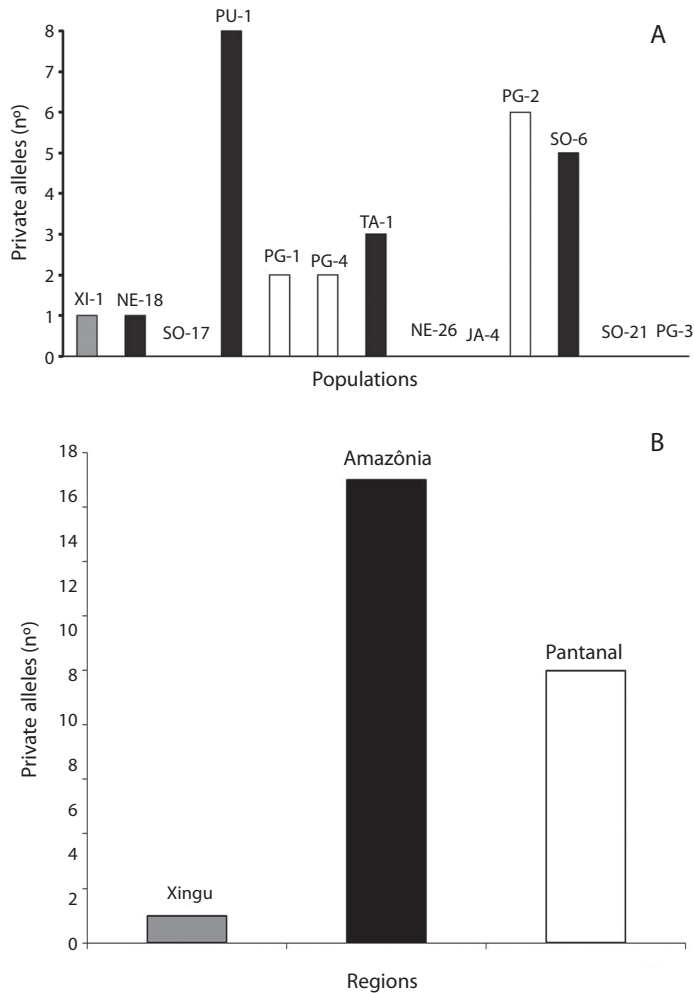 A
Private alleles (nº)
8
7
6
5
4
3
2
1
0
XI-1
NE-18
SO-17
PU-1
PG-1
PG-4
TA-1
NE-26
JA-4
PG-2
SO-6
SO-21
PG-3
Populations
B
Private alleles (nº)
18
16
14
12
10
8
10
8
6
4
2
0
Xingu
Amazônia
Pantanal
Regions